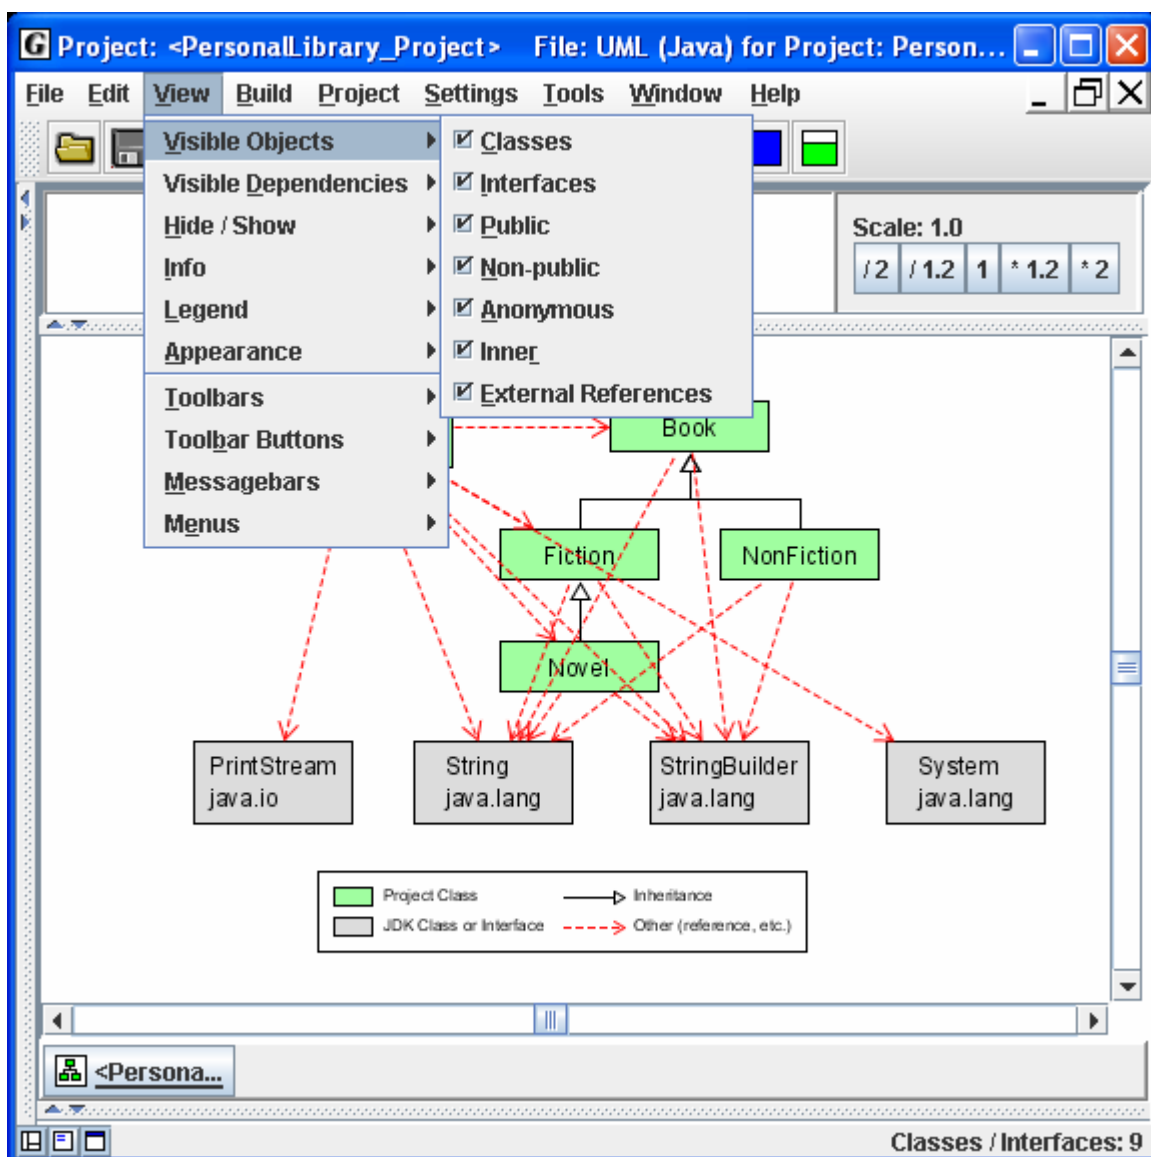 Project: <PersonalLibrary_Project> File: UML (Java) for Project: Person...
File Edit View Build Project Settings Tools Window Help
Visible Objects
Visible Dependencies
Hide / Show
Info
Legend
Appearance
Toolbars
Toolbar Buttons
Messagebars
Menus
Classes
Interfaces
Public
Non-public
Anonymous
Inner
External References
Scale: 1.0
/ 2 / 1.2 1 * 1.2 * 2
Book
Fiction NonFiction
Novel
PrintStream
java.io
String
java.lang
StringBuilder
java.lang
System
java.lang
Project Class Inheritance
JDK Class or Interface Other (reference, etc.)
<Persona...
Classes / Interfaces: 9